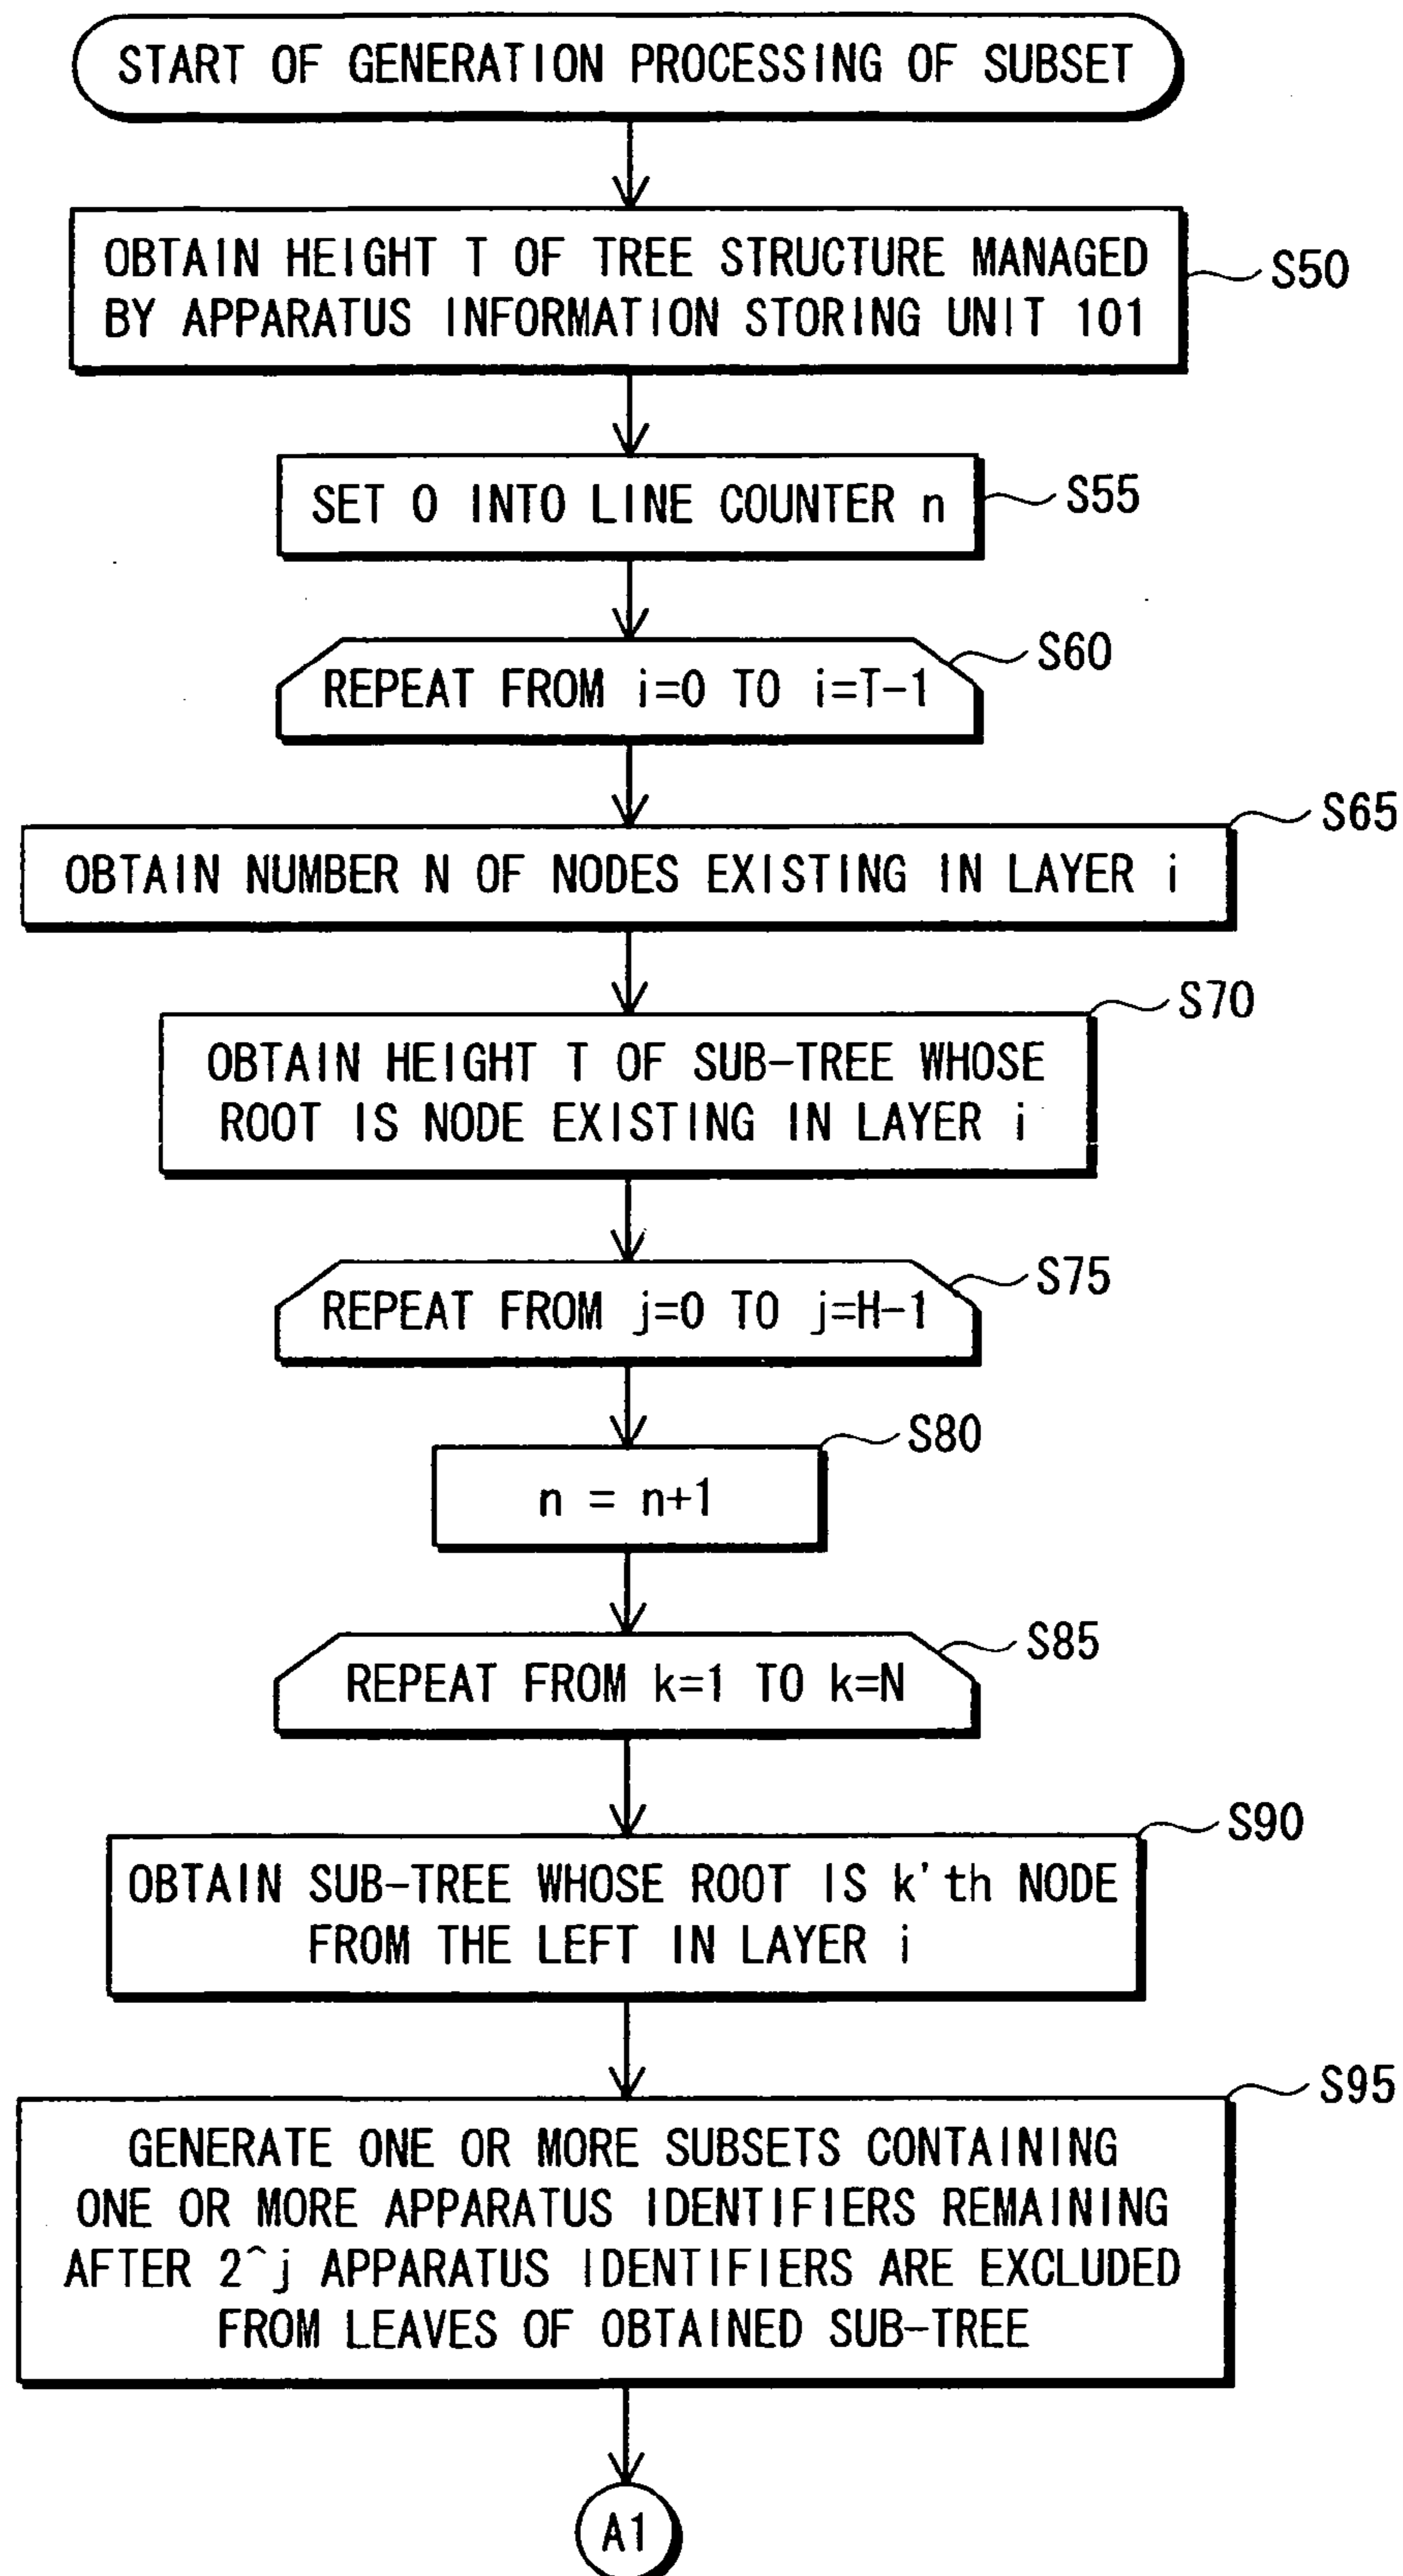 START OF GENERATION PROCESSING OF SUBSET
OBTAIN HEIGHT T OF TREE STRUCTURE MANAGED
BY APPARATUS INFORMATION STORING UNIT 101
S50
SET 0 INTO LINE COUNTER n
S55
REPEAT FROM i=0 TO i=T-1
S60
OBTAIN NUMBER N OF NODES EXISTING IN LAYER i
S65
OBTAIN HEIGHT T OF SUB-TREE WHOSE
ROOT IS NODE EXISTING IN LAYER i
S70
REPEAT FROM j=0 TO j=H-1
S75
n = n+1
S80
REPEAT FROM k=1 TO k=N
S85
OBTAIN SUB-TREE WHOSE ROOT IS k'th NODE
FROM THE LEFT IN LAYER i
S90
GENERATE ONE OR MORE SUBSETS CONTAINING
ONE OR MORE APPARATUS IDENTIFIERS REMAINING
AFTER 2^j APPARATUS IDENTIFIERS ARE EXCLUDED
FROM LEAVES OF OBTAINED SUB-TREE
S95
A1